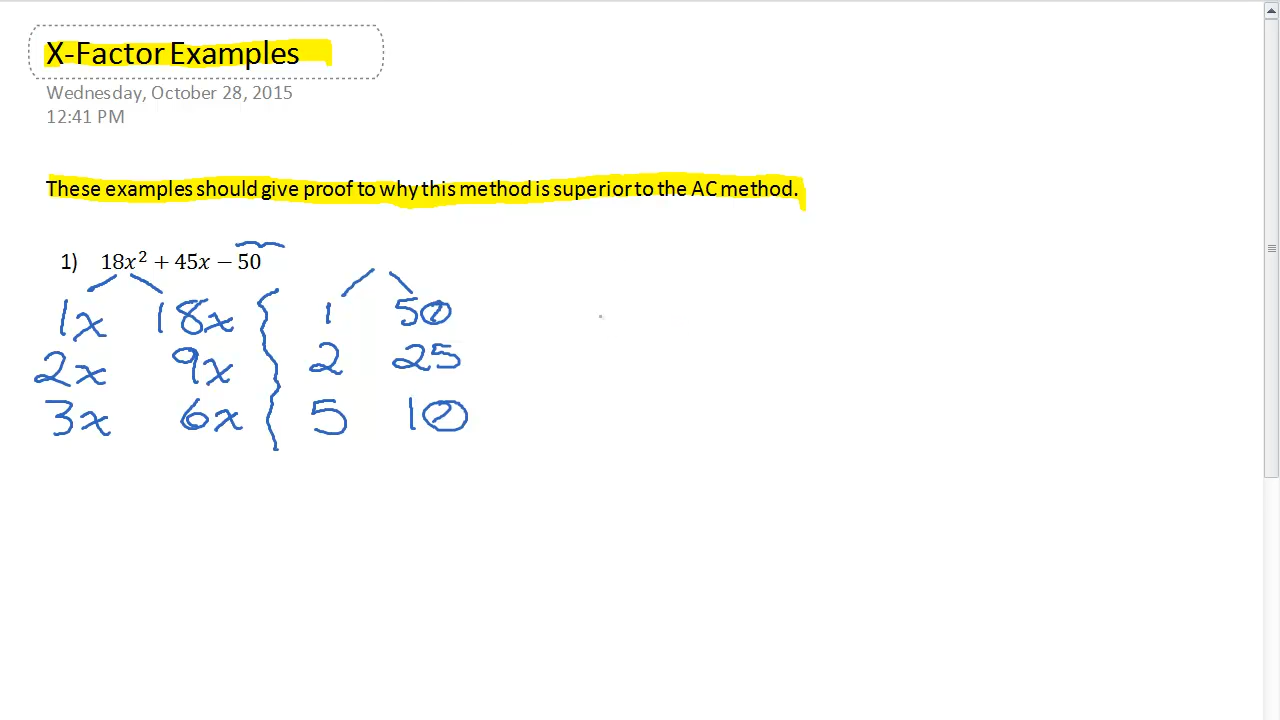 X-Factor Examples
Wednesday, October 28, 2015
12:41 PM
These examples should give proof to why this method is superior to the AC method.
1) 18x² + 45x − 50
1x 18x { 1 50
2x 9x 2 25
3x 6x 5 10